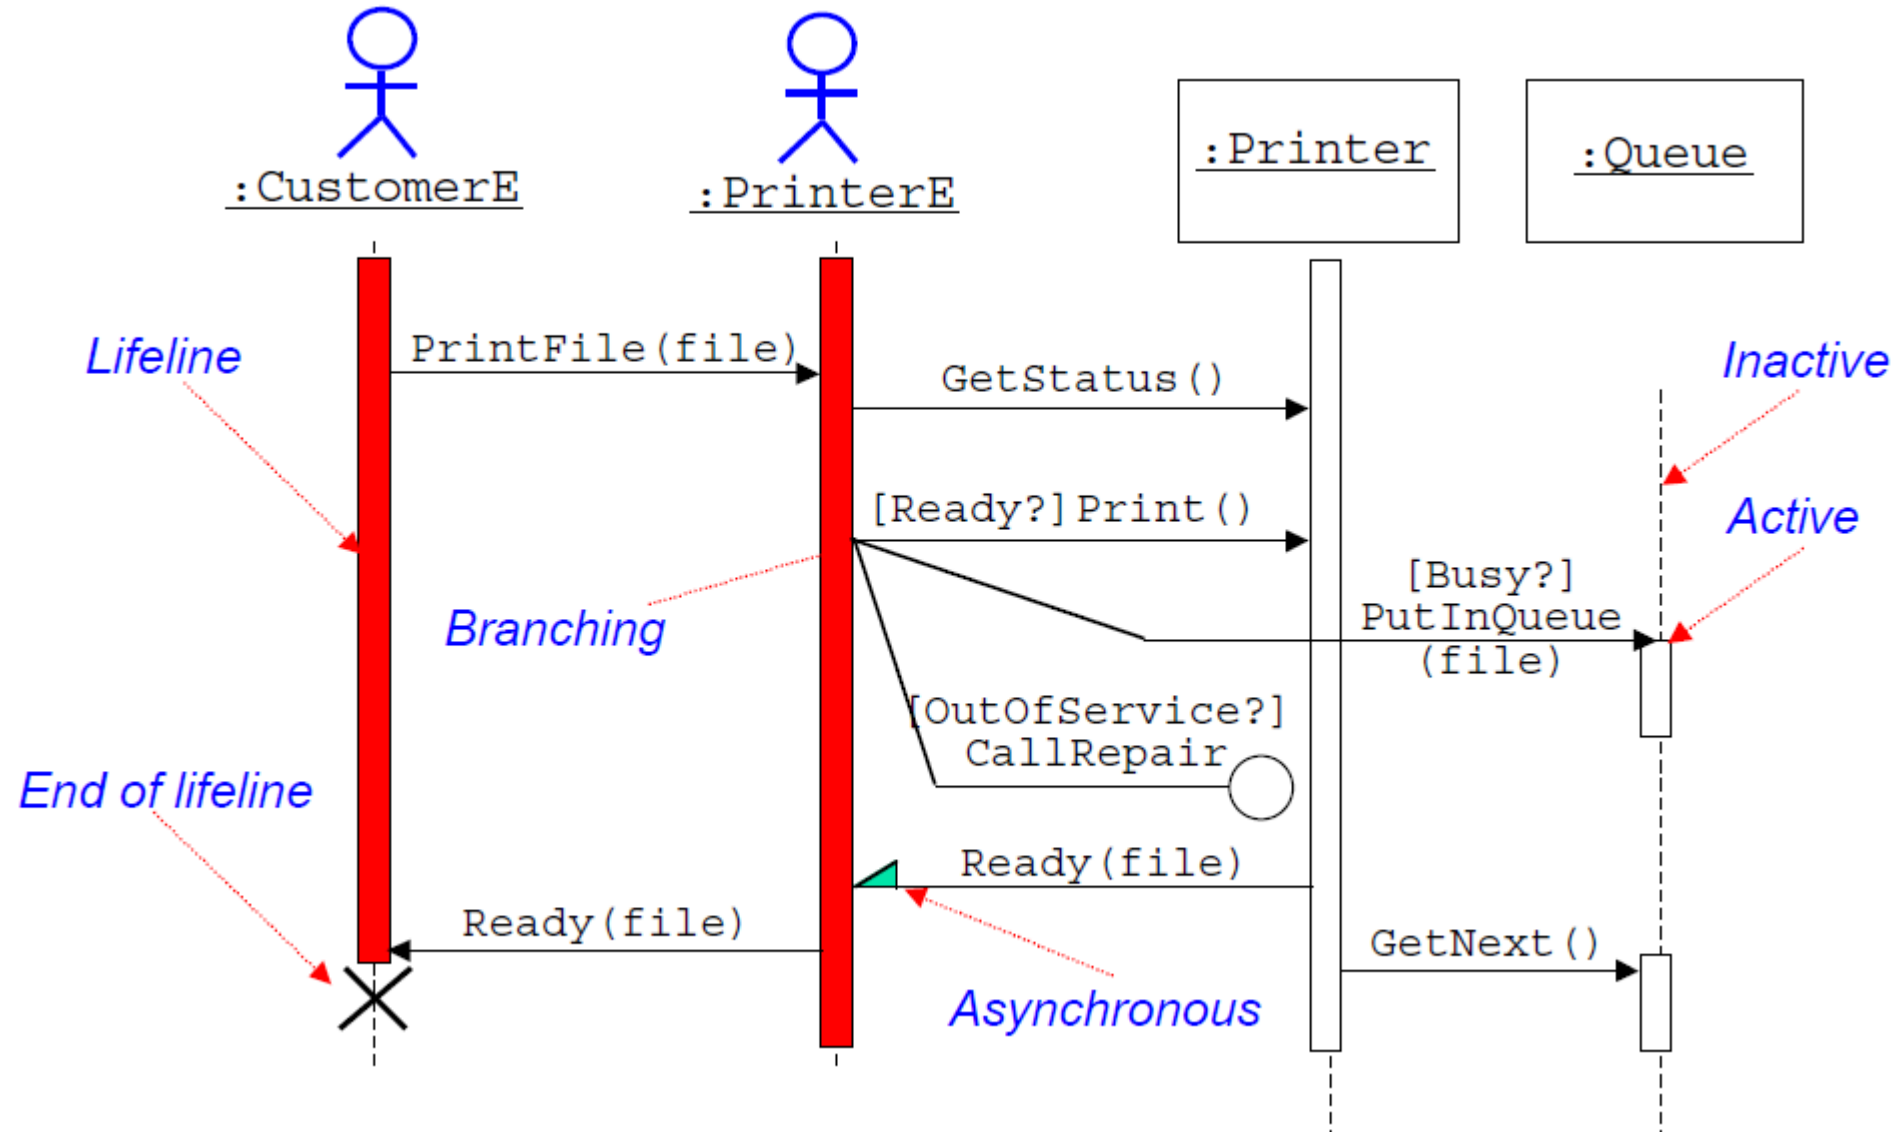 :CustomerE
:PrinterE
:Printer
:Queue
Lifeline
PrintFile(file)
GetStatus()
Inactive
[Ready?]Print()
Active
Branching
[Busy?]
PutInQueue
(file)
[OutOfService?]
CallRepair
End of lifeline
Ready(file)
Ready(file)
GetNext()
Asynchronous